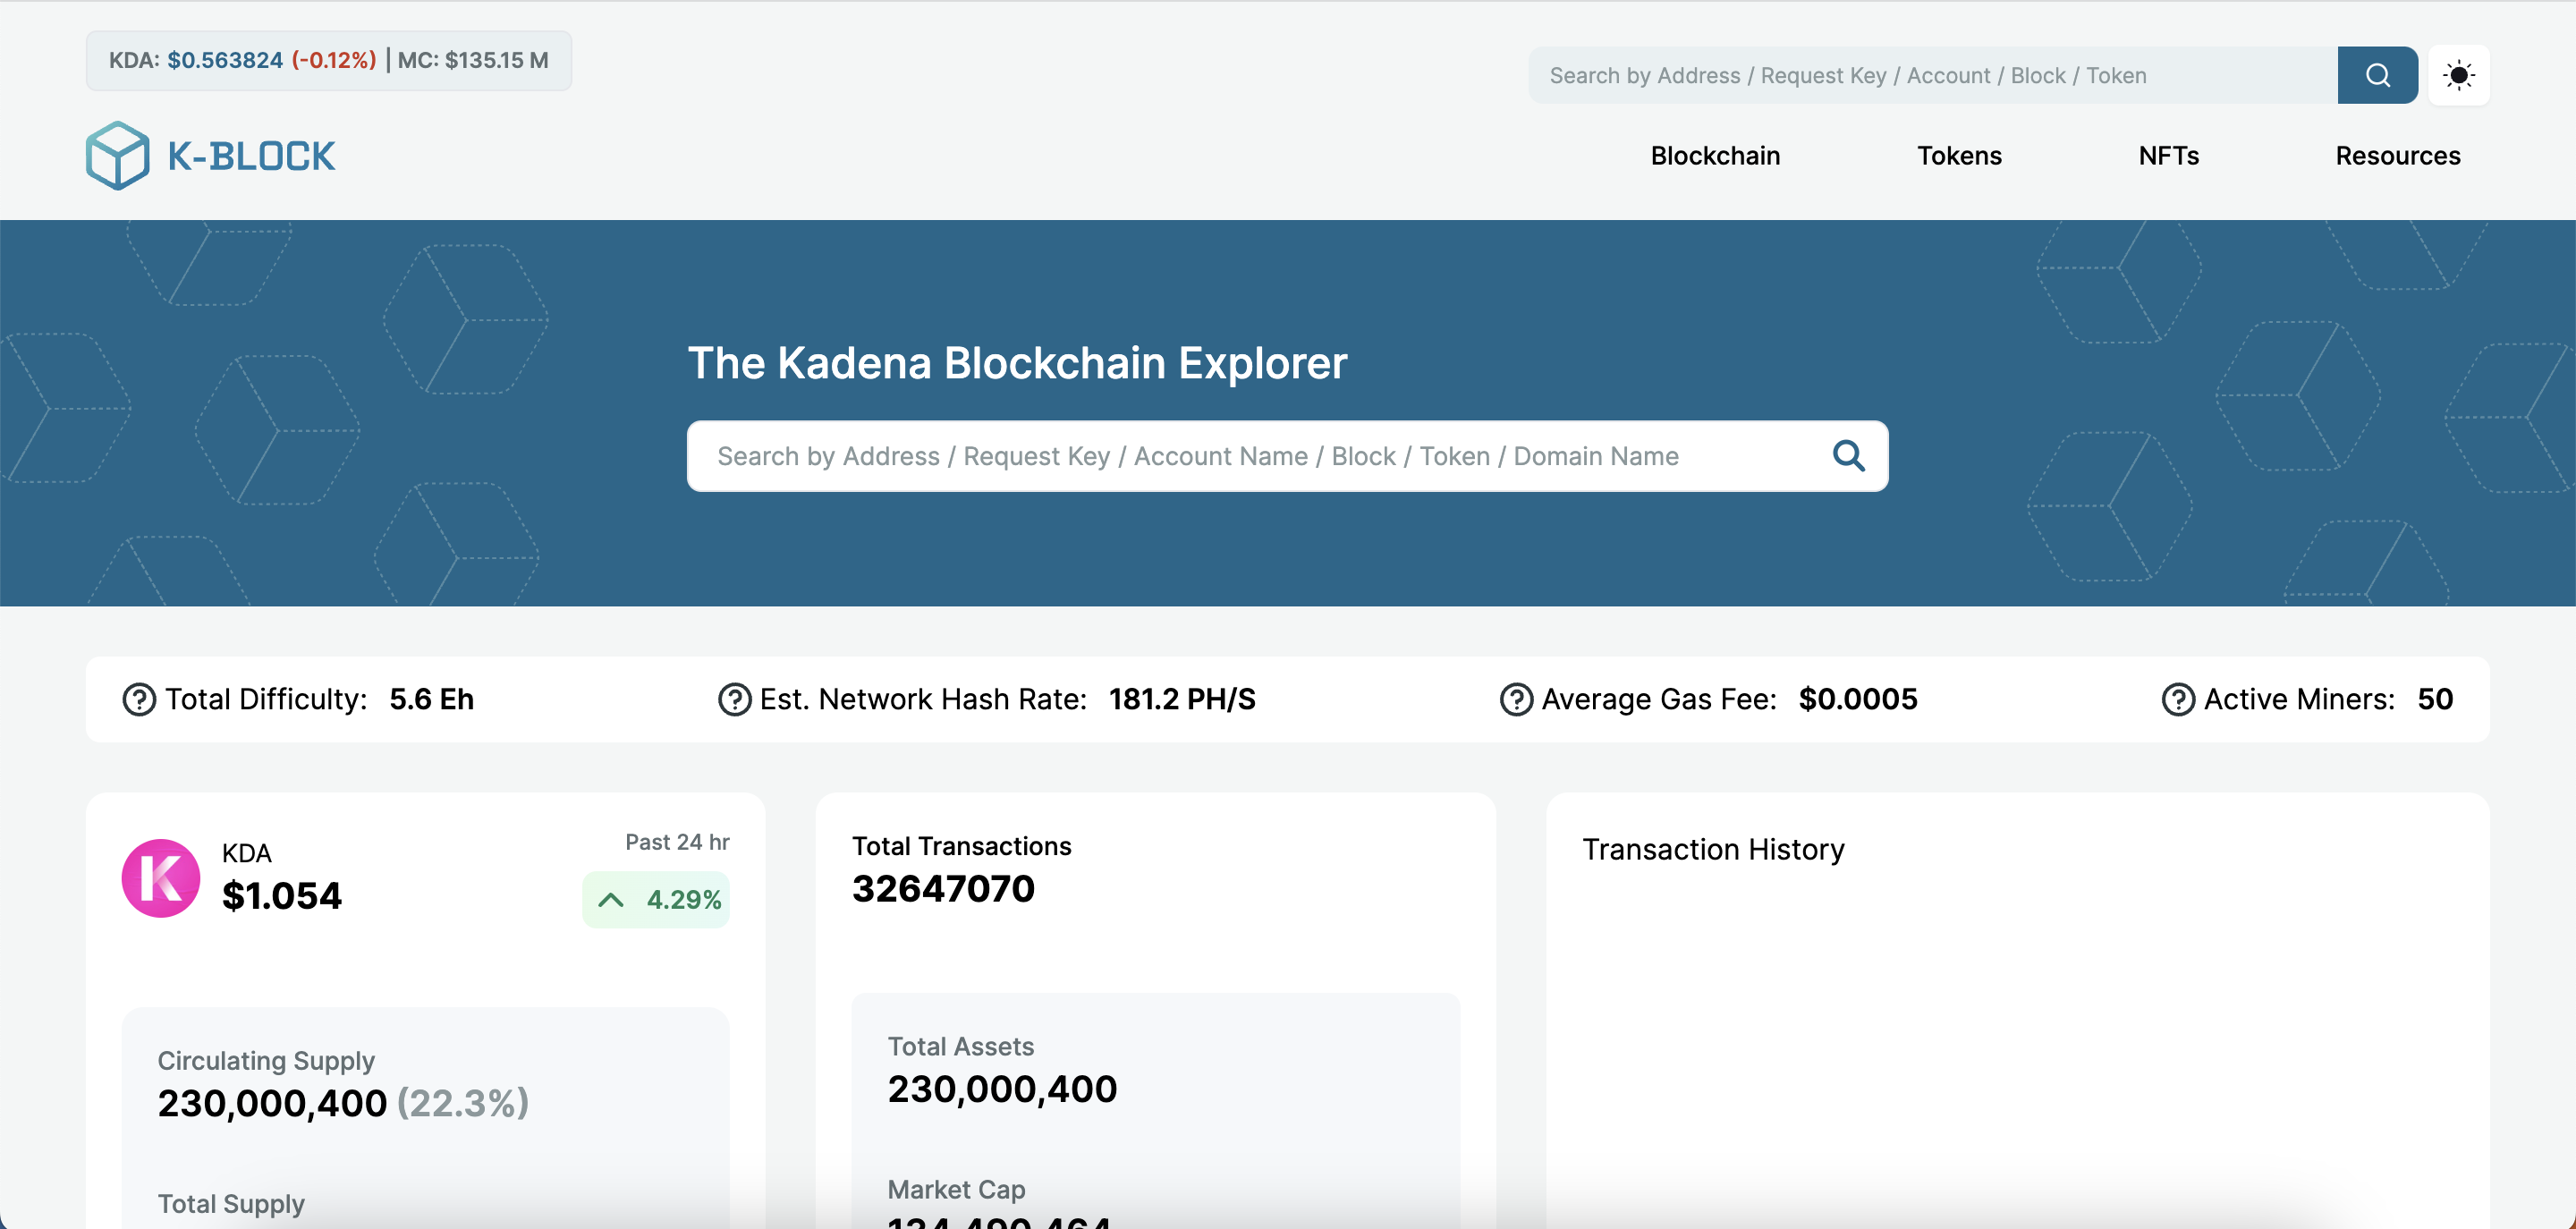 KDA: $0.563824 (-0.12%) | MC: $135.15 M
Search by Address / Request Key / Account / Block / Token
K-BLOCK
Blockchain Tokens NFTs Resources
The Kadena Blockchain Explorer
Search by Address / Request Key / Account Name / Block / Token / Domain Name
Total Difficulty: 5.6 Eh Est. Network Hash Rate: 181.2 PH/S Average Gas Fee: $0.0005 Active Miners: 50
KDA
$1.054
Past 24 hr
4.29%
Circulating Supply
230,000,400 (22.3%)
Total Supply
Total Transactions
32647070
Total Assets
230,000,400
Market Cap
134,490,464
Transaction History